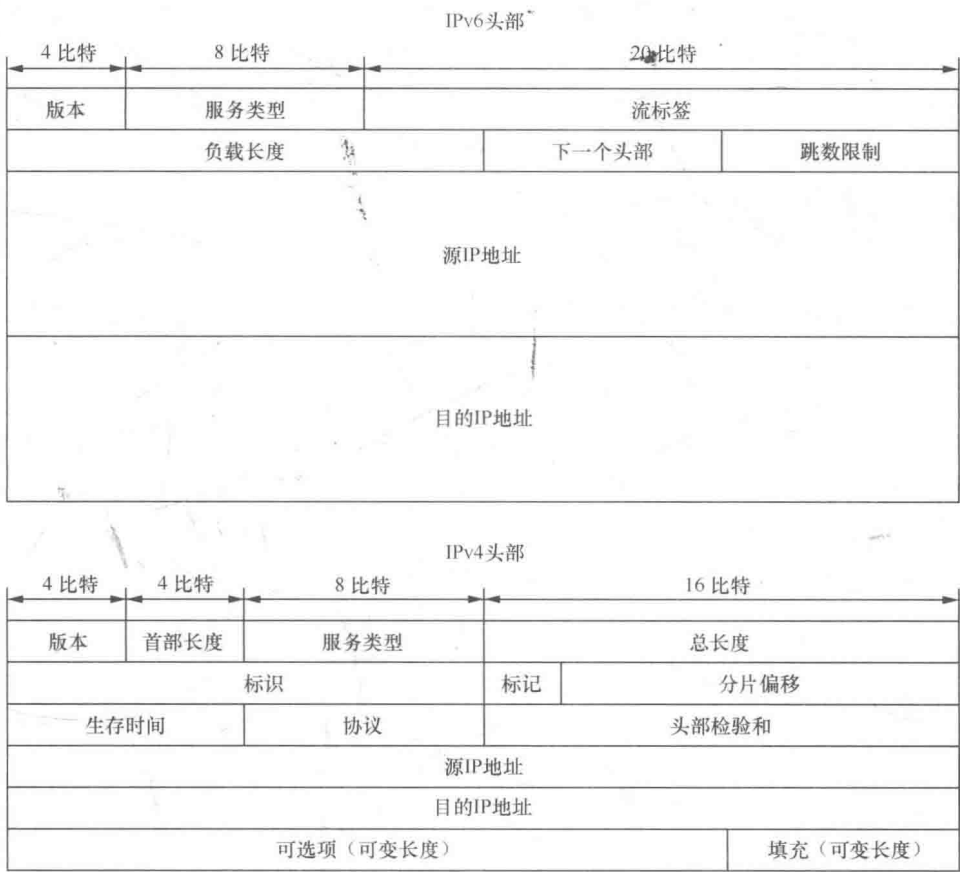 IPv6头部
4 比特 8 比特 20比特
版本 服务类型 流标签
负载长度 下一个头部 跳数限制
源IP地址
目的IP地址
IPv4头部
4 比特 4 比特 8 比特 16 比特
版本 首部长度 服务类型 总长度
标识 标记 分片偏移
生存时间 协议 头部检验和
源IP地址
目的IP地址
可选项（可变长度） 填充（可变长度）